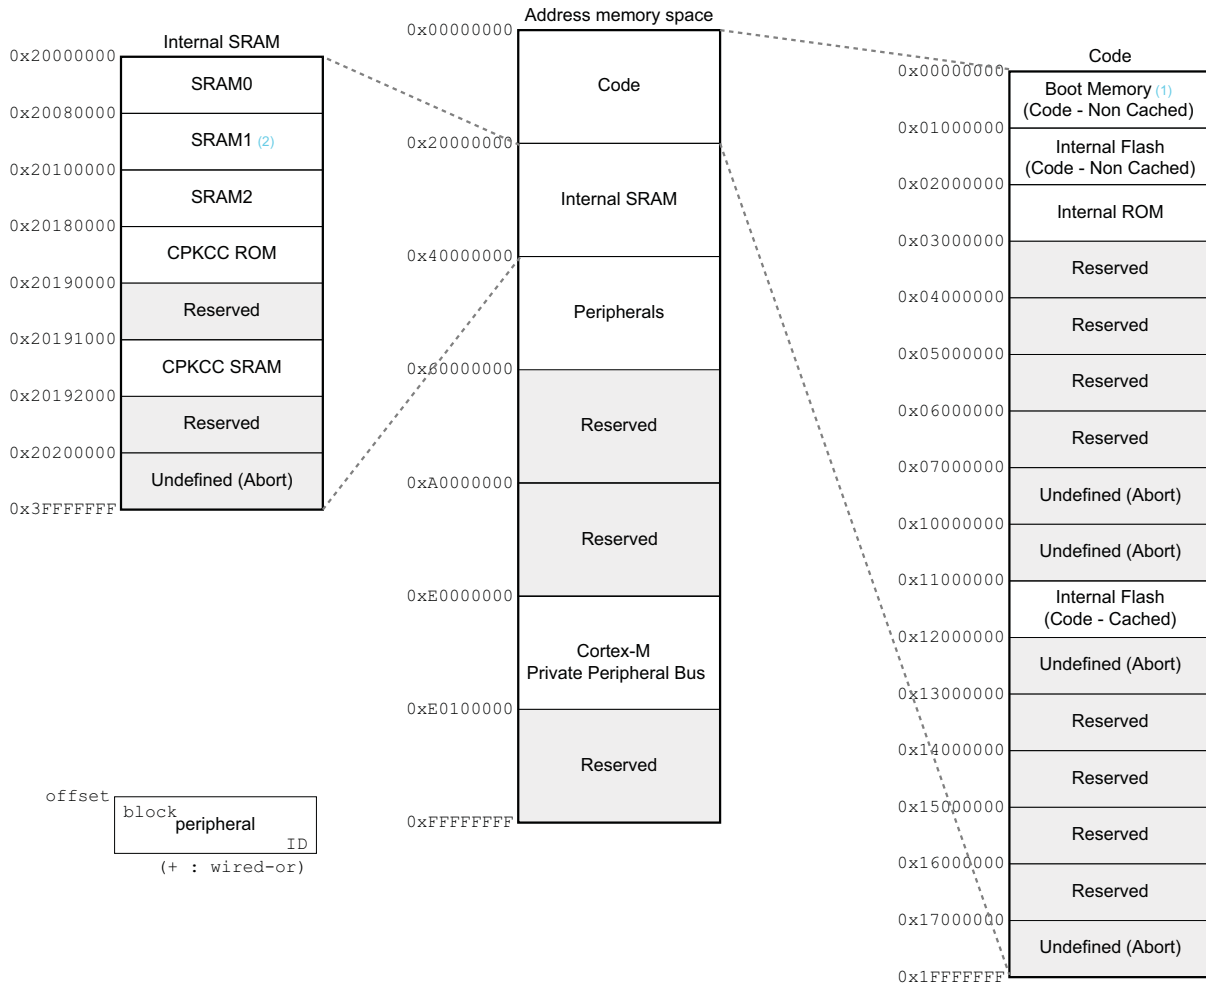 Internal SRAM
0x20000000
SRAM0
0x20080000
SRAM1 (2)
0x20100000
SRAM2
0x20180000
CPKCC ROM
0x20190000
Reserved
0x20191000
CPKCC SRAM
0x20192000
Reserved
0x20200000
Undefined (Abort)
0x3FFFFFFF
offset
block
peripheral
ID
(+ : wired-or)
Address memory space
0x00000000
Code
0x20000000
Internal SRAM
0x40000000
Peripherals
0x60000000
Reserved
0xA0000000
Reserved
0xE0000000
Cortex-M
Private Peripheral Bus
0xE0100000
Reserved
0xFFFFFFFF
Code
0x00000000
Boot Memory (1)
(Code - Non Cached)
0x01000000
Internal Flash
(Code - Non Cached)
0x02000000
Internal ROM
0x03000000
Reserved
0x04000000
Reserved
0x05000000
Reserved
0x06000000
Reserved
0x07000000
Undefined (Abort)
0x10000000
Undefined (Abort)
0x11000000
Internal Flash
(Code - Cached)
0x12000000
Undefined (Abort)
0x13000000
Reserved
0x14000000
Reserved
0x15000000
Reserved
0x16000000
Reserved
0x17000000
Undefined (Abort)
0x1FFFFFFF